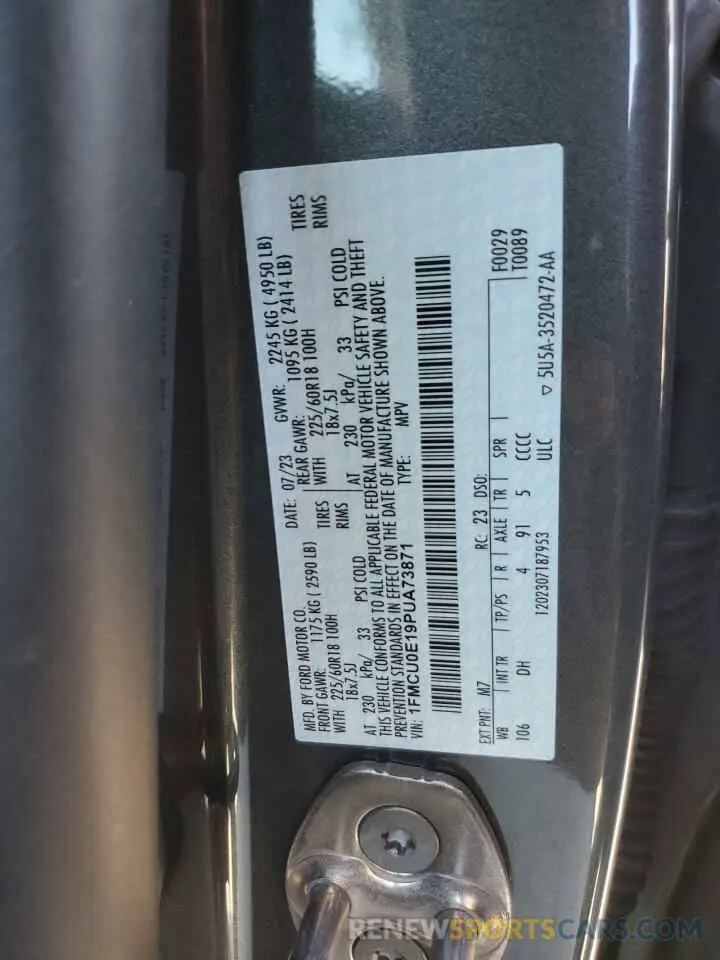 MFD. BY FORD MOTOR CO.
DATE: 07/23 GVWR: 2245 KG ( 4950 LB)
FRONT GAWR: 1175 KG ( 2590 LB) REAR GAWR: 1095 KG ( 2414 LB)
WITH 225/60R18 100H TIRES WITH 225/60R18 100H TIRES
18x7.5J RIMS 18x7.5J RIMS
AT 230 kPa/ 33 PSI COLD AT 230 kPa/ 33 PSI COLD
THIS VEHICLE CONFORMS TO ALL APPLICABLE FEDERAL MOTOR VEHICLE SAFETY AND THEFT
PREVENTION STANDARDS IN EFFECT ON THE DATE OF MANUFACTURE SHOWN ABOVE.
VIN: 1FMCU0E19PUA73871 TYPE: MPV
EXT PNT: M7 RC: 23 DSO: F0029
WB INT TR TP/PS R AXLE TR SPR T0089
106 DH 4 91 5 CCCC
1202307187953 ULC ▽ 5U5A-3520472-AA
RENEWSPORTSCARS.COM